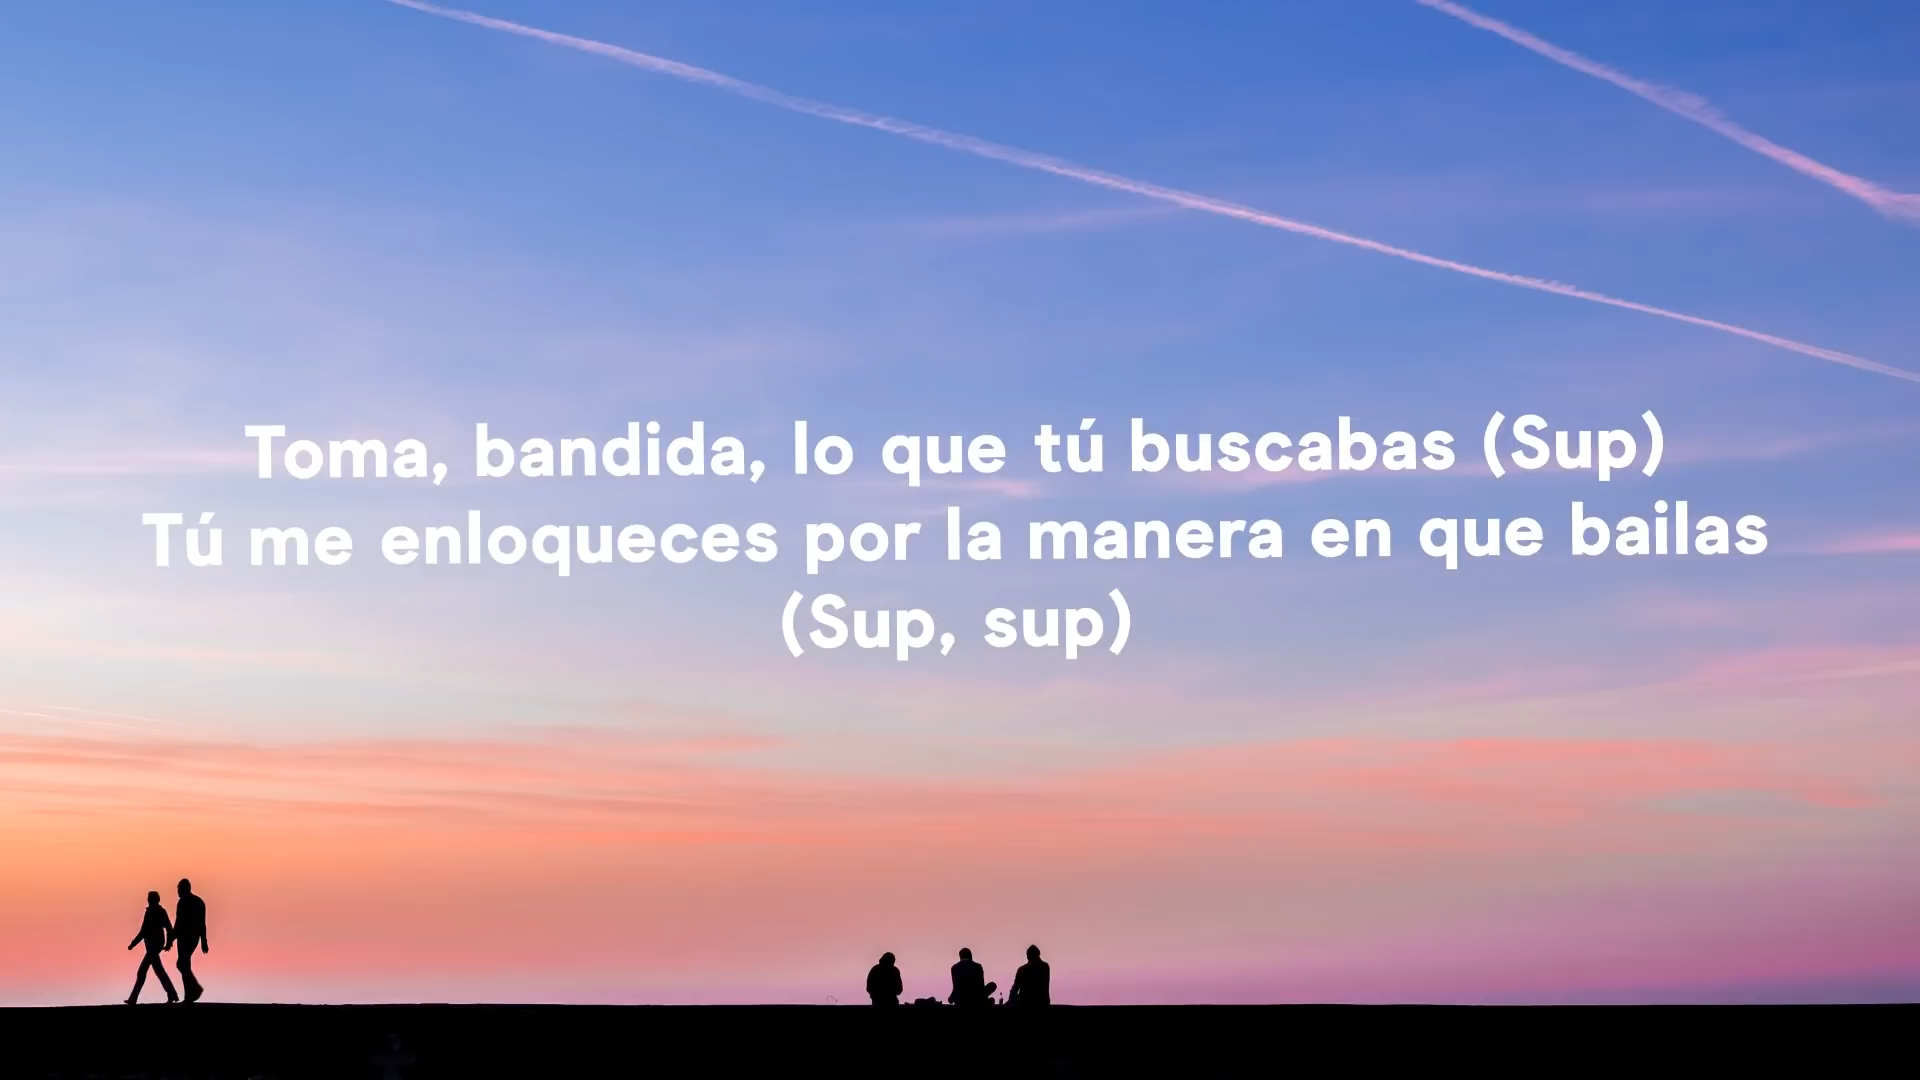 Toma, bandida, lo que tú buscabas (Sup)
Tú me enloqueces por la manera en que bailas
(Sup, sup)